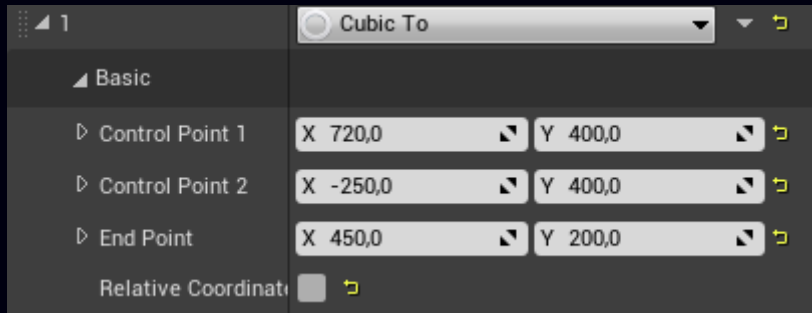 1 Cubic To
Basic
Control Point 1 X 720,0 Y 400,0
Control Point 2 X -250,0 Y 400,0
End Point X 450,0 Y 200,0
Relative Coordinat